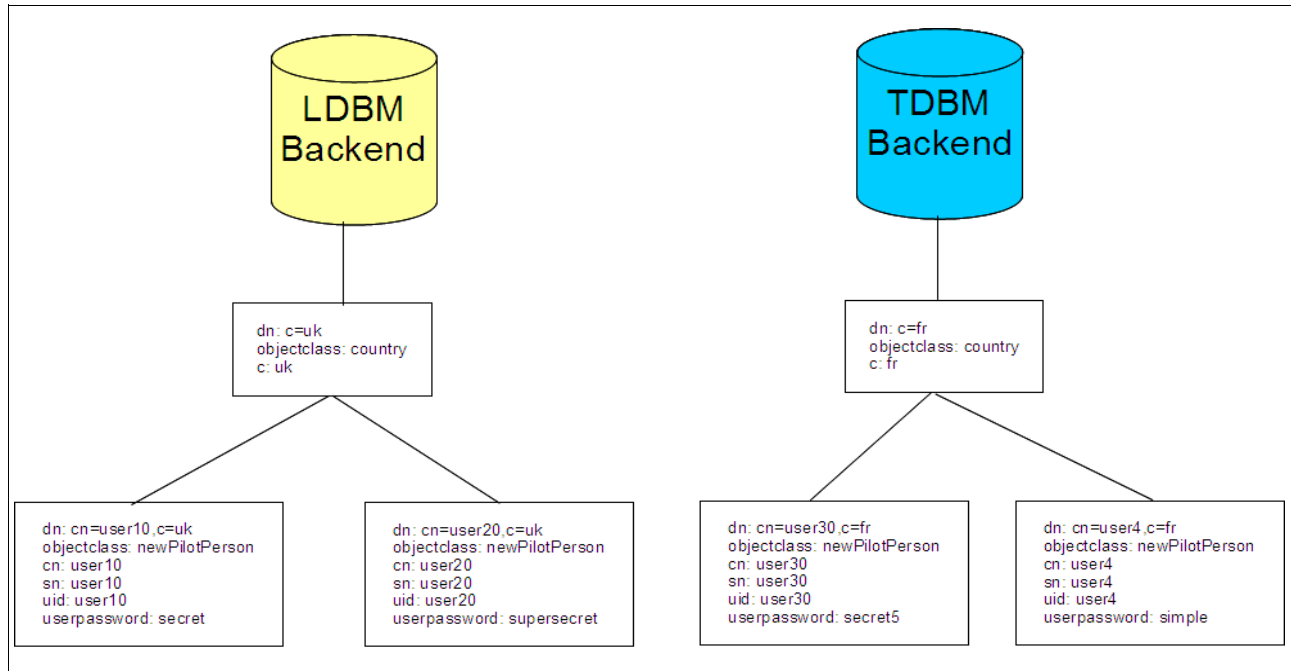 LDBM
Backend
TDBM
Backend
dn: c=uk
objectclass: country
c: uk
dn: c=fr
objectclass: country
c: fr
dn: cn=user10,c=uk
objectclass: newPilotPerson
cn: user10
sn: user10
uid: user10
userpassword: secret
dn: cn=user20,c=uk
objectclass: newPilotPerson
cn: user20
sn: user20
uid: user20
userpassword: supersecret
dn: cn=user30,c=fr
objectclass: newPilotPerson
cn: user30
sn: user30
uid: user30
userpassword: secret5
dn: cn=user4,c=fr
objectclass: newPilotPerson
cn: user4
sn: user4
uid: user4
userpassword: simple